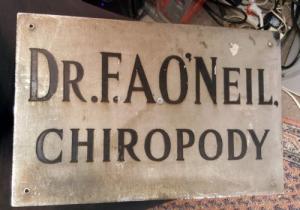 DR. F. A O'NEIL.
CHIROPODY